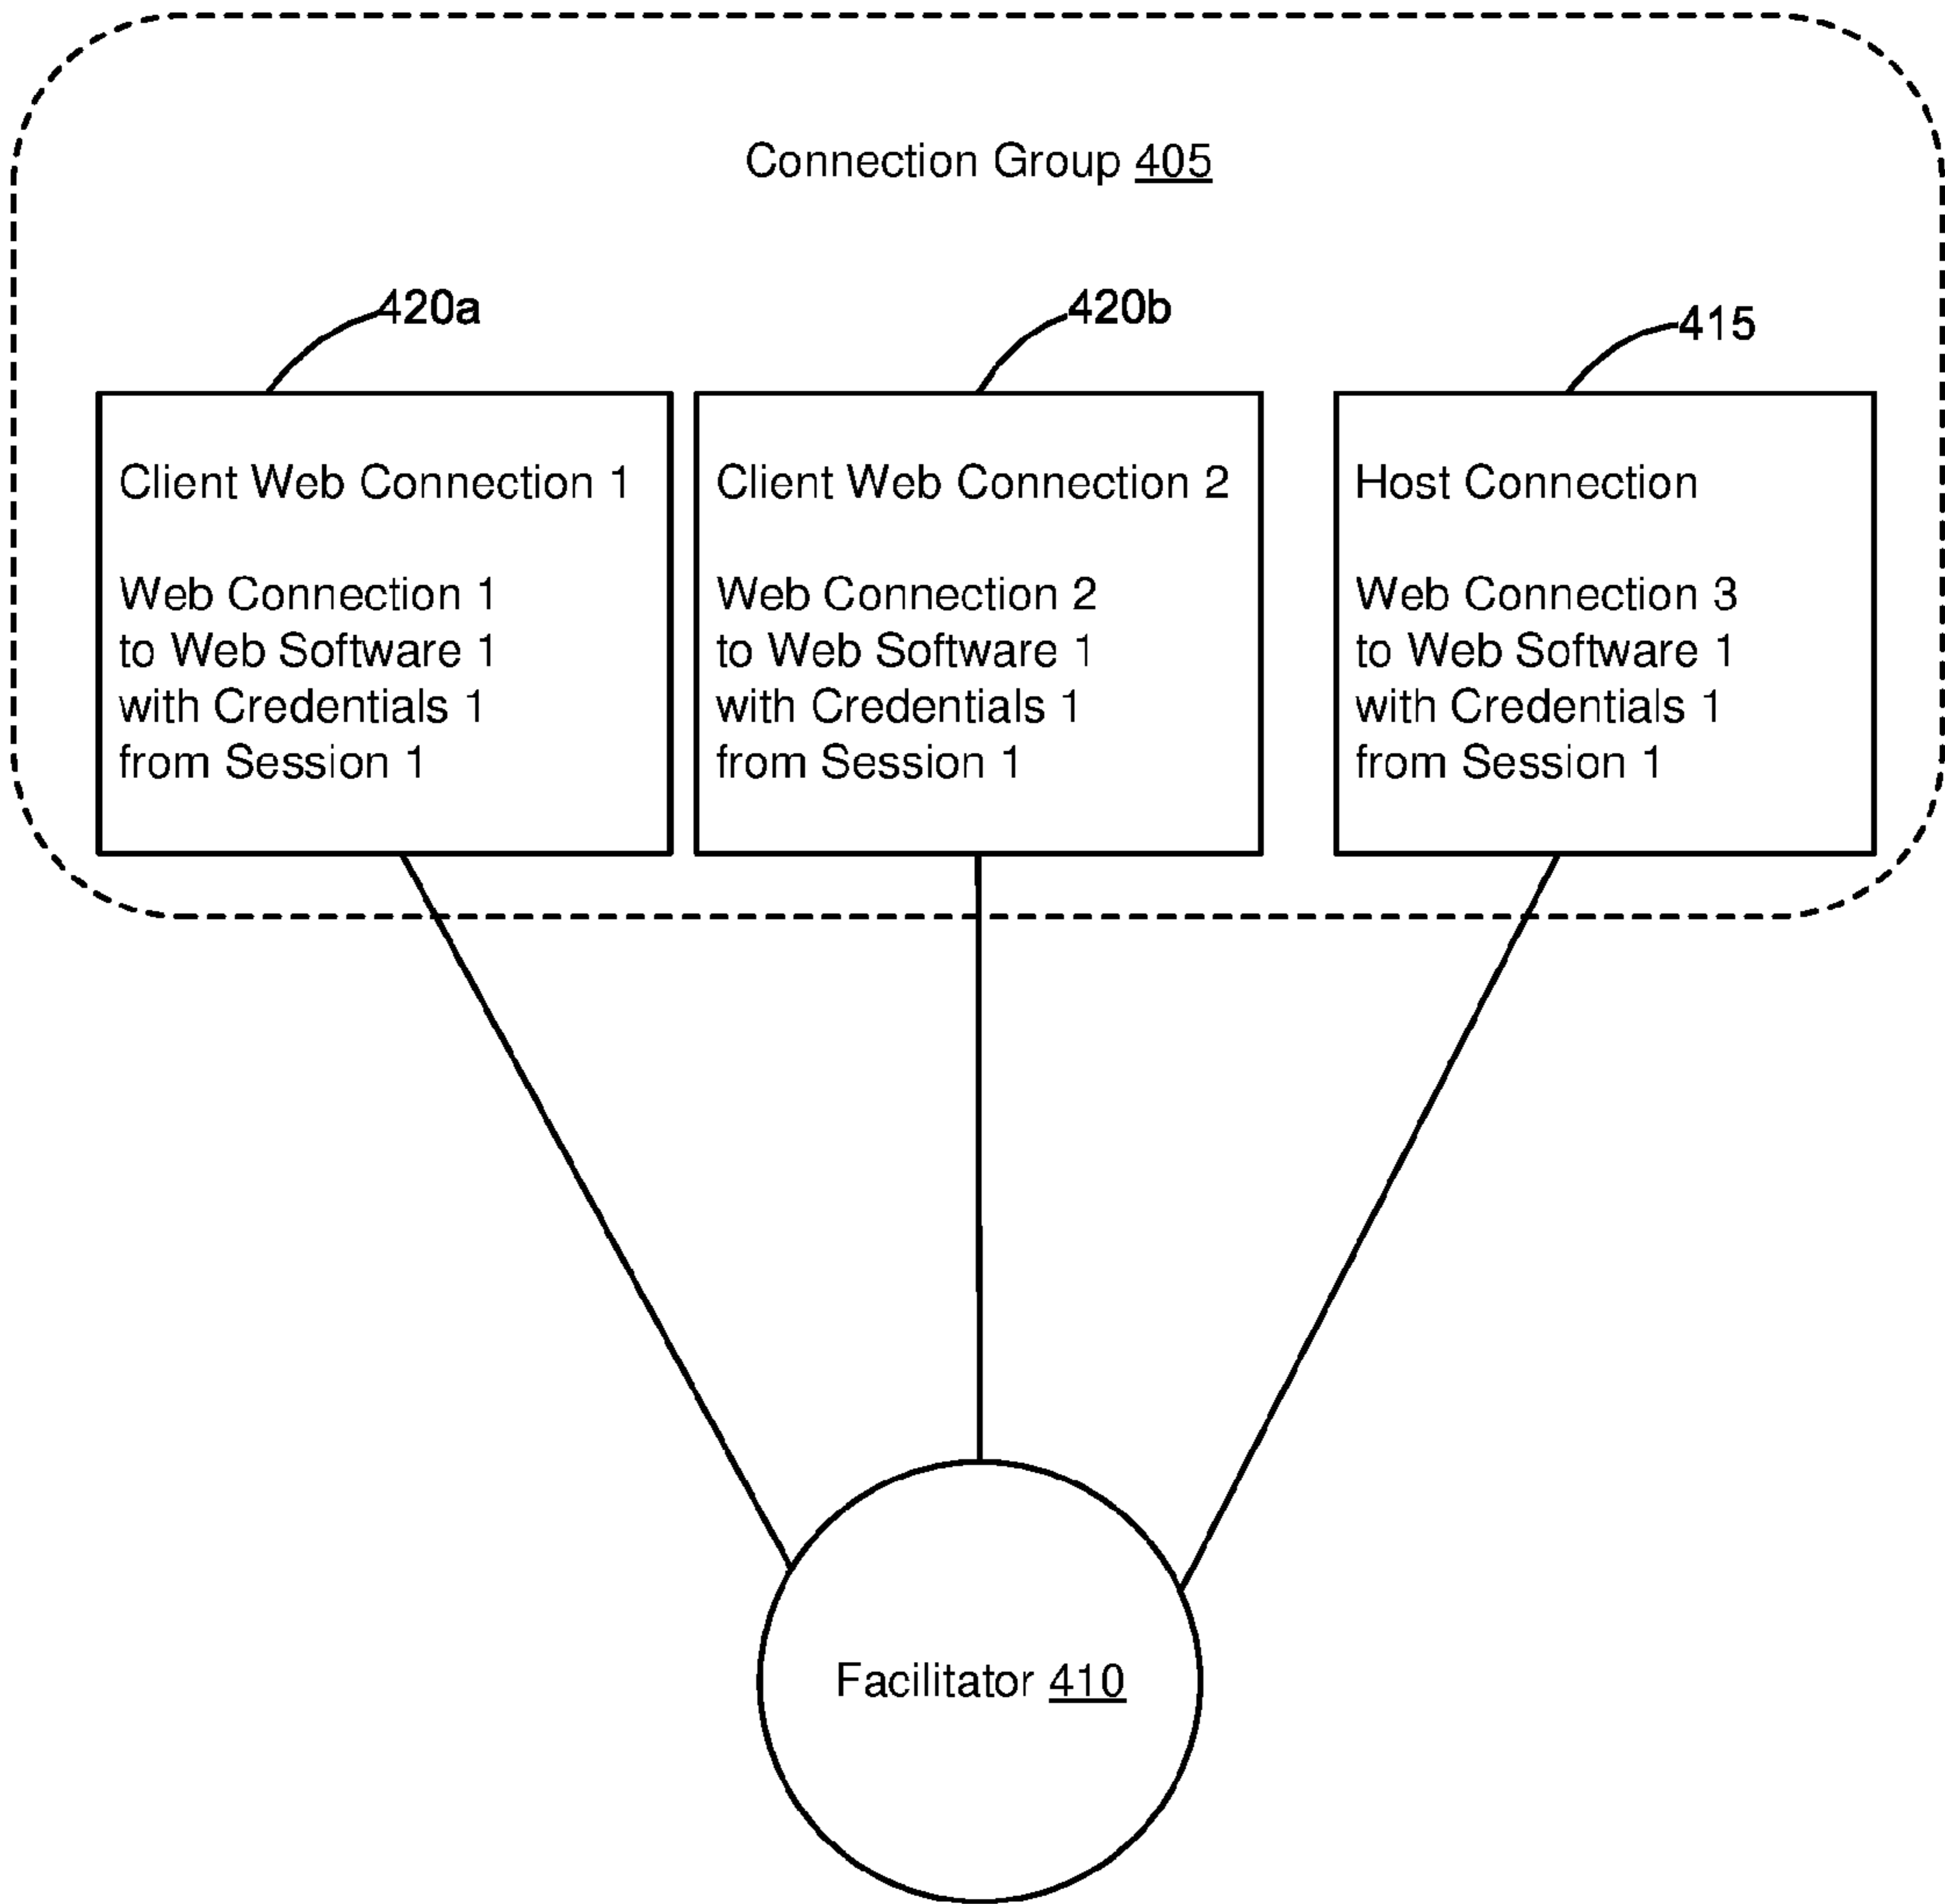 Connection Group 405
420a
420b
415
Client Web Connection 1
Web Connection 1
to Web Software 1
with Credentials 1
from Session 1
Client Web Connection 2
Web Connection 2
to Web Software 1
with Credentials 1
from Session 1
Host Connection
Web Connection 3
to Web Software 1
with Credentials 1
from Session 1
Facilitator 410